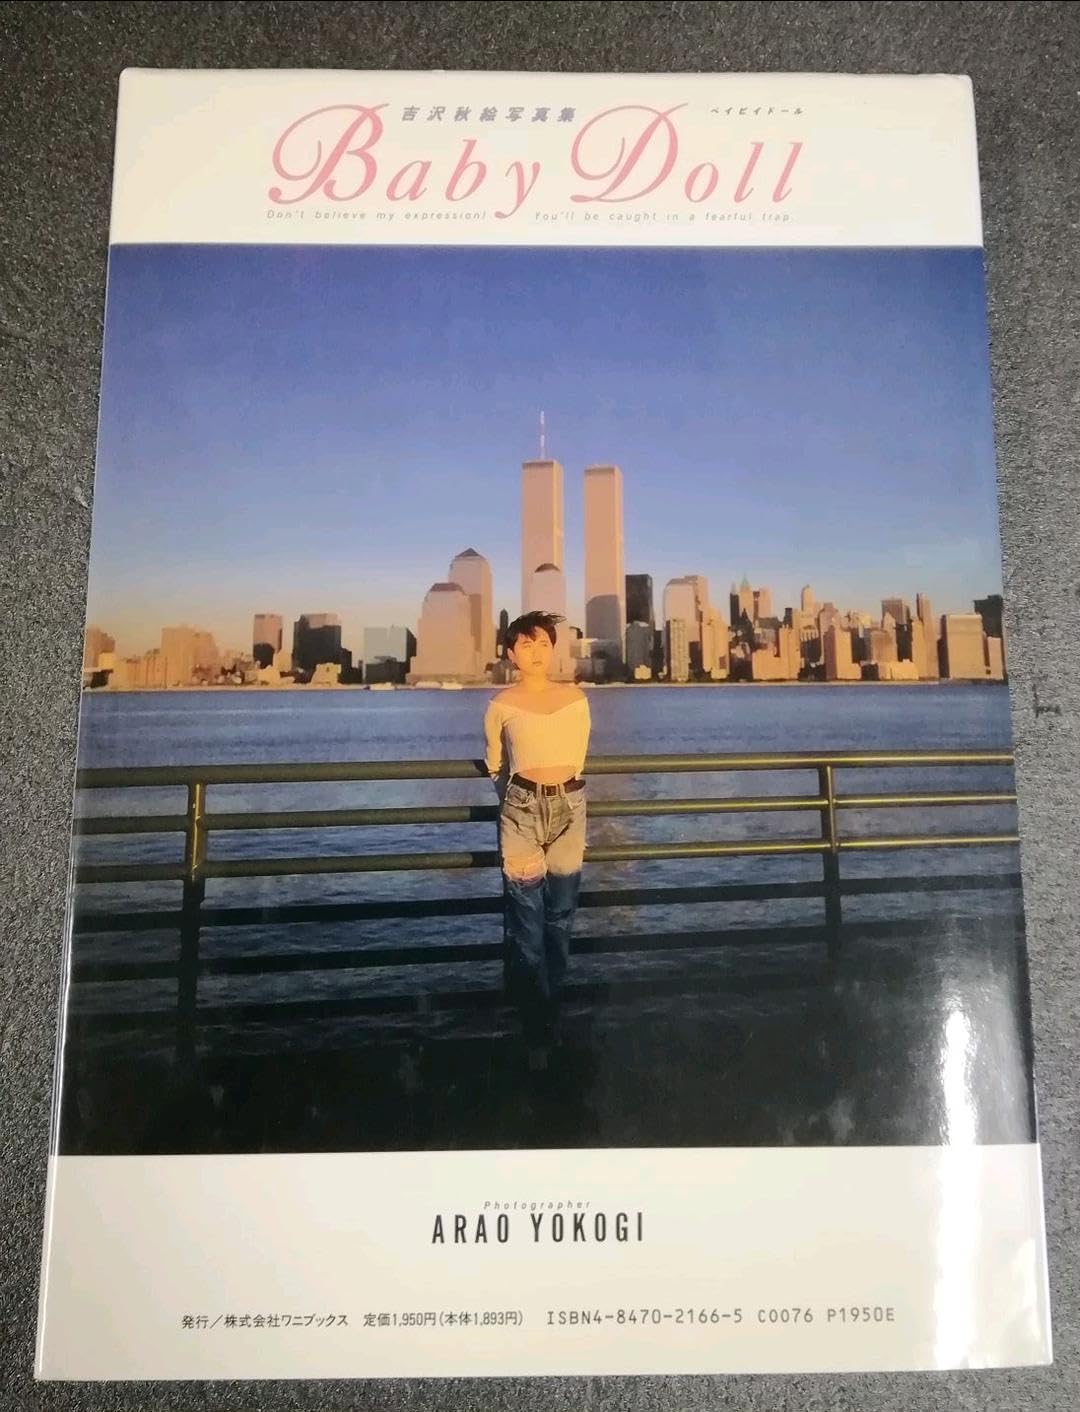 吉沢秋絵写真集
ベイビイドール
Baby Doll
Don't believe my expression! You'll be caught in a fearful trap.
Photographer
ARAO YOKOGI
発行／株式会社ワニブックス 定価1,950円(本体1,893円) ISBN4-8470-2166-5 C0076 P1950E